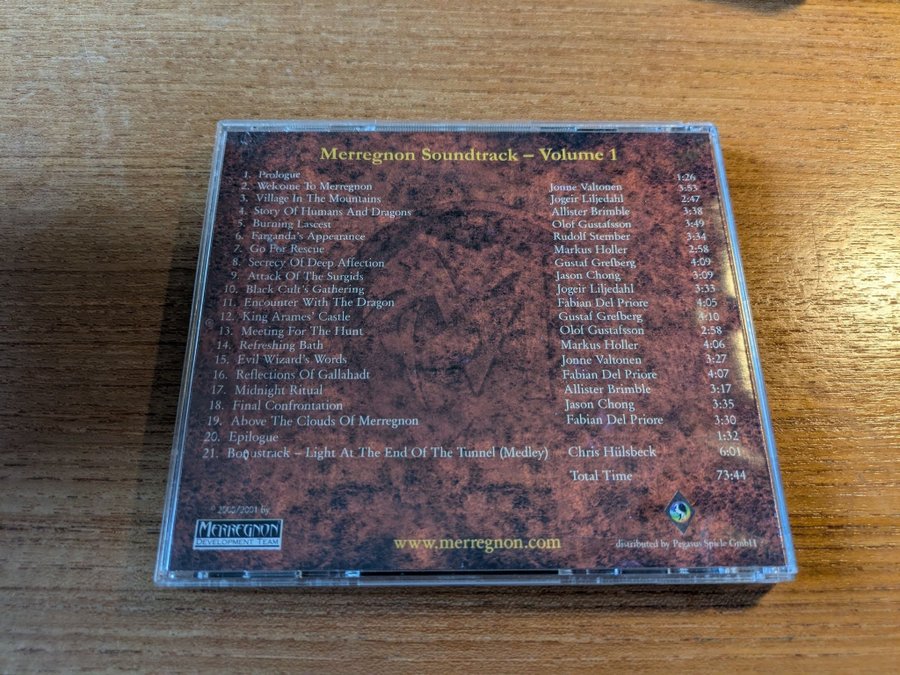 Merregnon Soundtrack – Volume 1
1. Prologue 1:26
2. Welcome To Merregnon Jonne Valtonen 3:53
3. Village In The Mountains Jogeir Liljedahl 2:47
4. Story Of Humans And Dragons Allister Brimble 3:38
5. Burning Lascest Olof Gustafsson 3:49
6. Farganda's Appearance Rudolf Stember 3:34
7. Go For Rescue Markus Holler 2:58
8. Secrecy Of Deep Affection Gustaf Grefberg 4:09
9. Attack Of The Surgids Jason Chong 3:09
10. Black Cult's Gathering Jogeir Liljedahl 3:33
11. Encounter With The Dragon Fabian Del Priore 4:05
12. King Arames' Castle Gustaf Grefberg 4:10
13. Meeting For The Hunt Olof Gustafsson 2:58
14. Refreshing Bath Markus Holler 4:06
15. Evil Wizard's Words Jonne Valtonen 3:27
16. Reflections Of Gallahadt Fabian Del Priore 4:07
17. Midnight Ritual Allister Brimble 3:17
18. Final Confrontation Jason Chong 3:35
19. Above The Clouds Of Merregnon Fabian Del Priore 3:30
20. Epilogue 1:32
21. Bonustrack – Light At The End Of The Tunnel (Medley) Chris Hülsbeck 6:01
Total Time 73:44
℗ 2000/2001 by
MERREGNON
DEVELOPMENT TEAM
www.merregnon.com
distributed by Pegasus Spiele GmbH